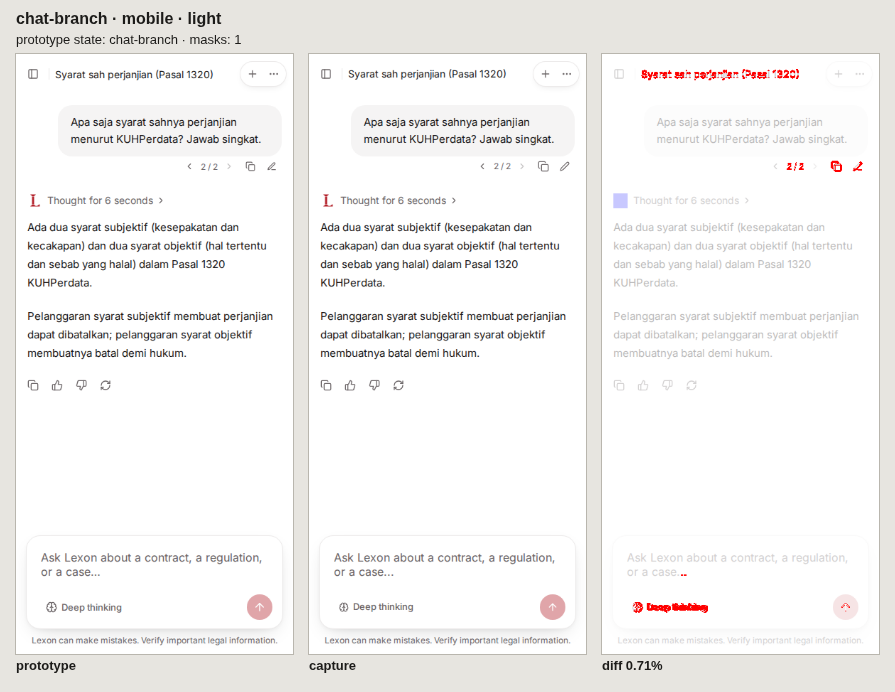 chat-branch · mobile · light
prototype state: chat-branch · masks: 1
Syarat sah perjanjian (Pasal 1320)
Apa saja syarat sahnya perjanjian
menurut KUHPerdata? Jawab singkat.
2 / 2
L Thought for 6 seconds
Ada dua syarat subjektif (kesepakatan dan
kecakapan) dan dua syarat objektif (hal tertentu
dan sebab yang halal) dalam Pasal 1320
KUHPerdata.
Pelanggaran syarat subjektif membuat perjanjian
dapat dibatalkan; pelanggaran syarat objektif
membuatnya batal demi hukum.
Ask Lexon about a contract, a regulation,
or a case...
Deep thinking
Lexon can make mistakes. Verify important legal information.
prototype
Syarat sah perjanjian (Pasal 1320)
Apa saja syarat sahnya perjanjian
menurut KUHPerdata? Jawab singkat.
2 / 2
L Thought for 6 seconds
Ada dua syarat subjektif (kesepakatan dan
kecakapan) dan dua syarat objektif (hal tertentu
dan sebab yang halal) dalam Pasal 1320
KUHPerdata.
Pelanggaran syarat subjektif membuat perjanjian
dapat dibatalkan; pelanggaran syarat objektif
membuatnya batal demi hukum.
Ask Lexon about a contract, a regulation,
or a case...
Deep thinking
Lexon can make mistakes. Verify important legal information.
capture
Syarat sah perjanjian (Pasal 1320)
Apa saja syarat sahnya perjanjian
menurut KUHPerdata? Jawab singkat.
2 / 2
Thought for 6 seconds
Ada dua syarat subjektif (kesepakatan dan
kecakapan) dan dua syarat objektif (hal tertentu
dan sebab yang halal) dalam Pasal 1320
KUHPerdata.
Pelanggaran syarat subjektif membuat perjanjian
dapat dibatalkan; pelanggaran syarat objektif
membuatnya batal demi hukum.
Ask Lexon about a contract, a regulation,
or a case...
Deep thinking
Lexon can make mistakes. Verify important legal information.
diff 0.71%